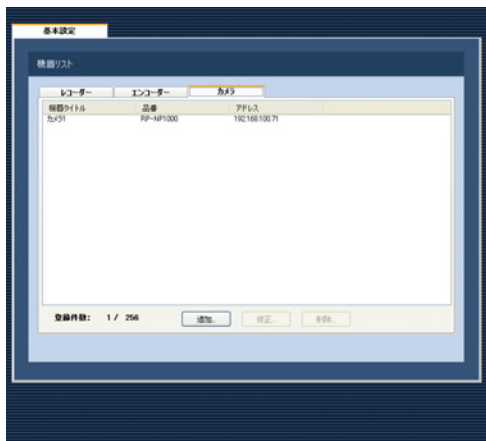 基本設定
機器リスト
レコーダー エンコーダー カメラ
機器タイトル 品番 アドレス
カメラ1 RP-NP1000 192.168.100.71
登録件数: 1 / 256 追加... 修正... 削除...